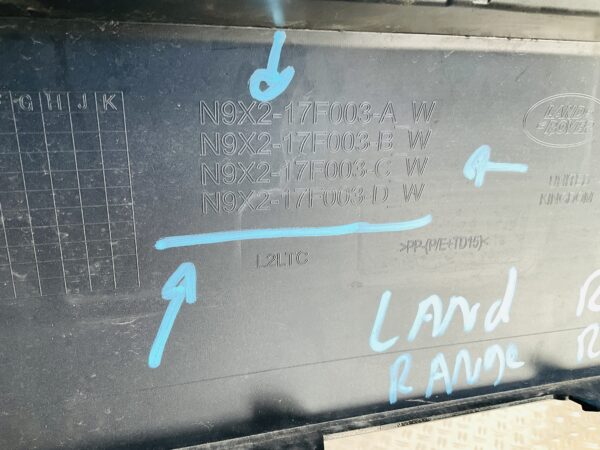 G H J K
N9X2-17F003-A W
N9X2-17F003-B W
N9X2-17F003-C W
N9X2-17F003-D W
LAND-
-ROVER
UNITED
KINGDOM
L2LTC
>PP-(P/E+TD15)<
LANd R
RANge R